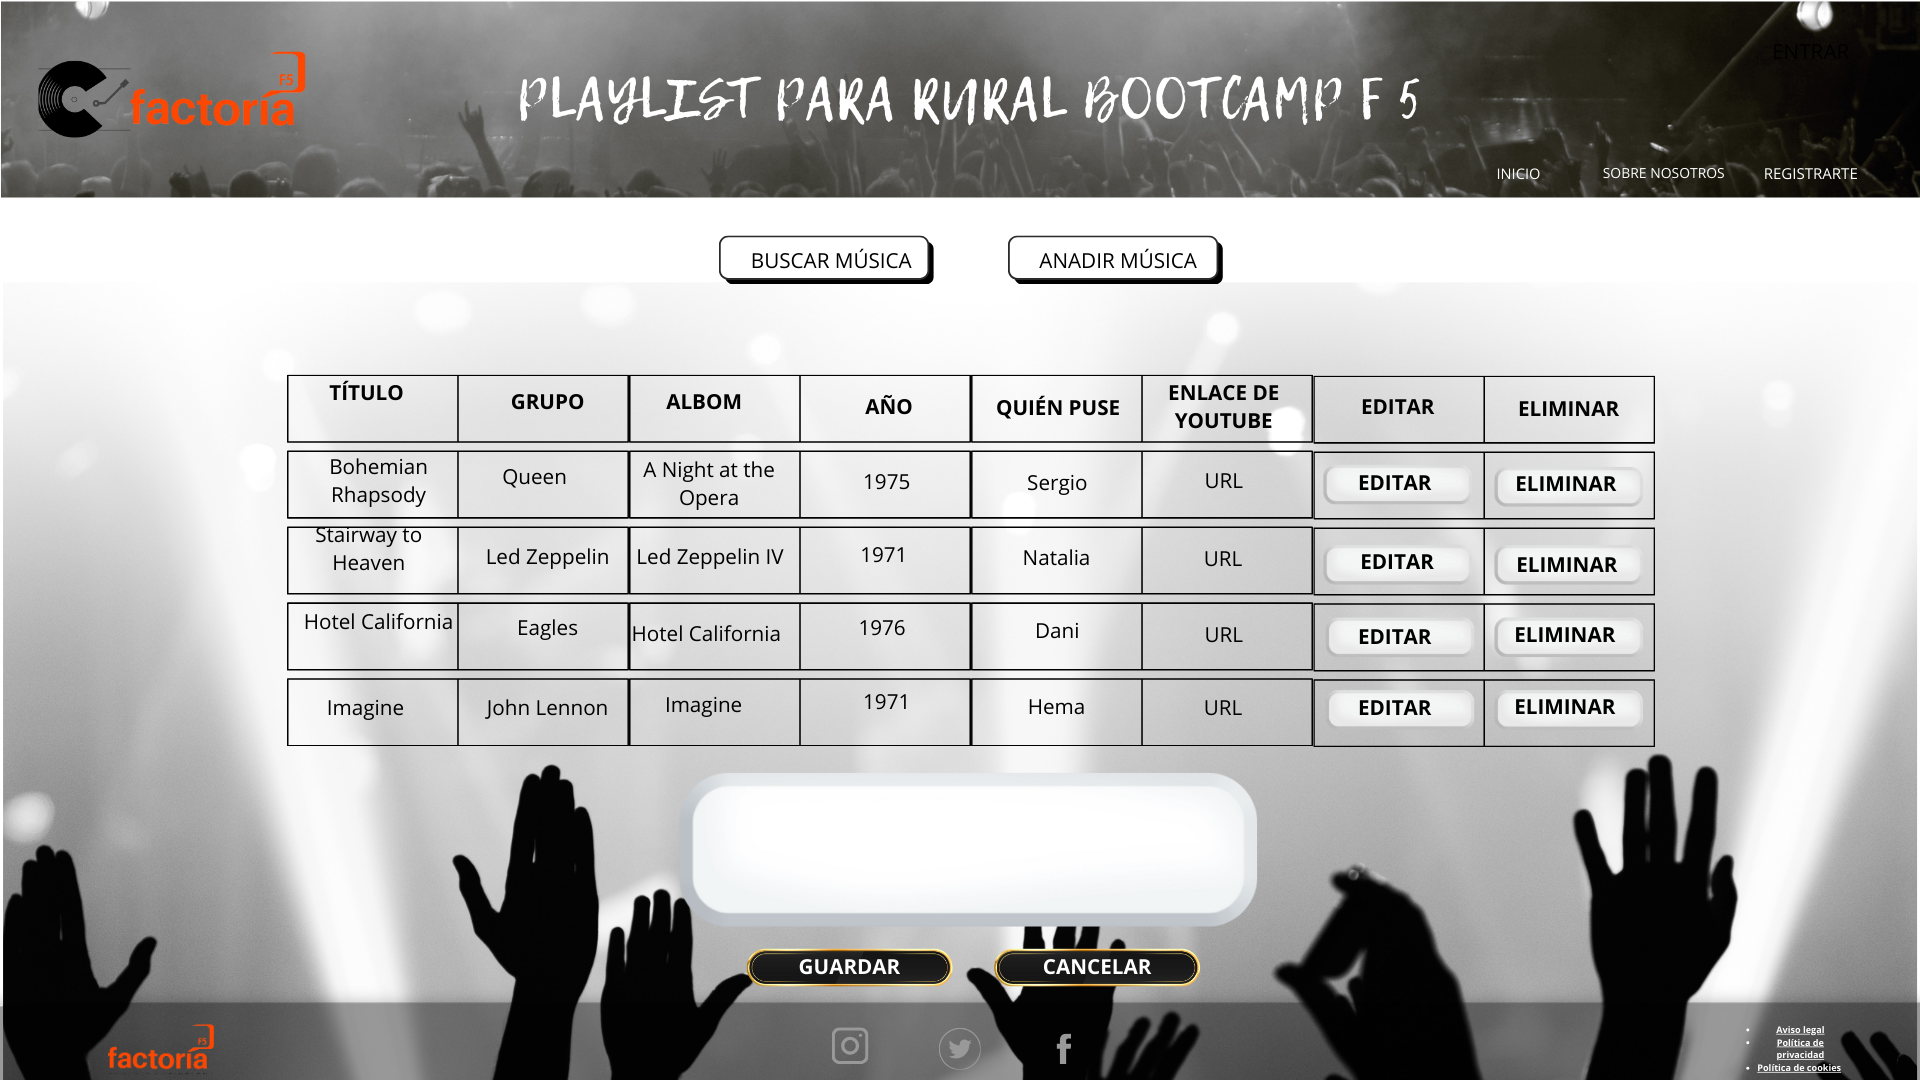 ENTRAR
F5
factoría
PLAYLIST PARA RURAL BOOTCAMP F 5
INICIO SOBRE NOSOTROS REGISTRARTE
BUSCAR MÚSICA ANADIR MÚSICA
TÍTULO GRUPO ALBOM AÑO QUIÉN PUSE ENLACE DE YOUTUBE EDITAR ELIMINAR
Bohemian Rhapsody Queen A Night at the Opera 1975 Sergio URL EDITAR ELIMINAR
Stairway to Heaven Led Zeppelin Led Zeppelin IV 1971 Natalia URL EDITAR ELIMINAR
Hotel California Eagles Hotel California 1976 Dani URL EDITAR ELIMINAR
Imagine John Lennon Imagine 1971 Hema URL EDITAR ELIMINAR
GUARDAR CANCELAR
F5
factoría
• Aviso legal
• Política de
privacidad
• Política de cookies